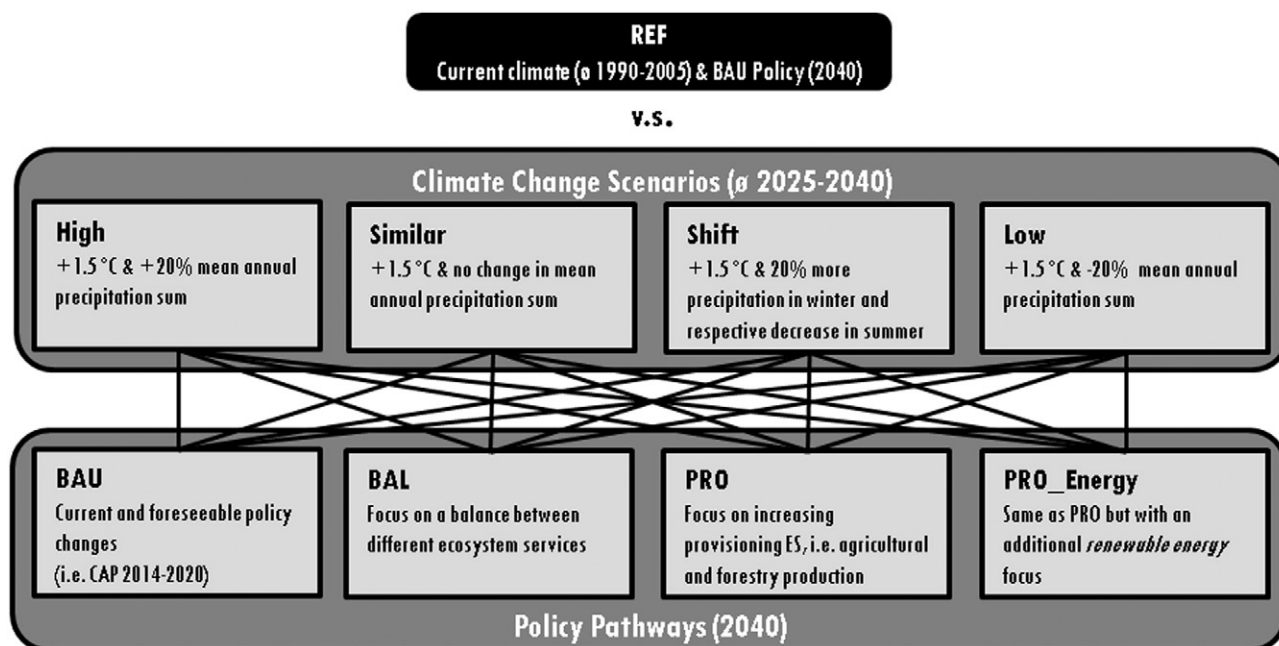 REF
Current climate (ø 1990-2005) & BAU Policy (2040)
v.s.
Climate Change Scenarios (ø 2025-2040)
High
+1.5 °C & +20% mean annual
precipitation sum
Similar
+1.5 °C & no change in mean
annual precipitation sum
Shift
+1.5 °C & 20% more
precipitation in winter and
respective decrease in summer
Low
+1.5 °C & -20% mean annual
precipitation sum
BAU
Current and foreseeable policy
changes
(i.e. CAP 2014-2020)
BAL
Focus on a balance between
different ecosystem services
PRO
Focus on increasing
provisioning ES, i.e. agricultural
and forestry production
PRO_Energy
Same as PRO but with an
additional renewable energy
focus
Policy Pathways (2040)